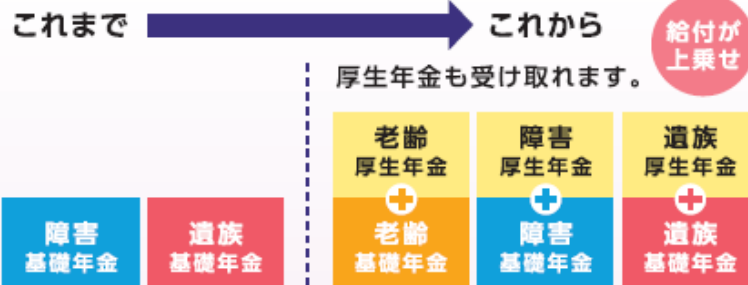 これまで
これから
給付が
上乗せ
厚生年金も受け取れます。
老齢
厚生年金
障害
厚生年金
遺族
厚生年金
障害
基礎年金
遺族
基礎年金
老齢
基礎年金
障害
基礎年金
遺族
基礎年金